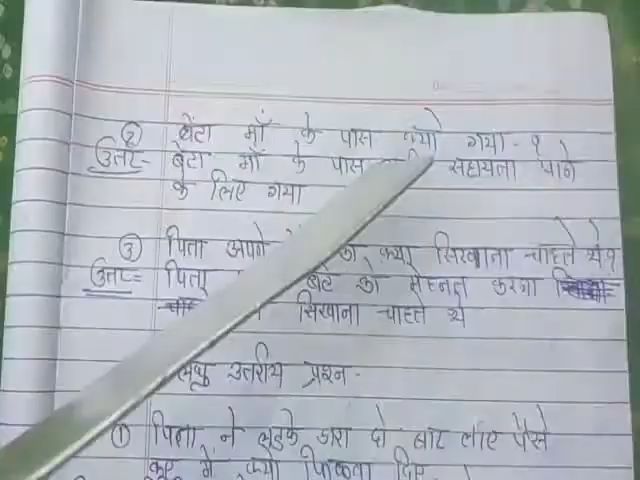 ② बेटा माँ के पास क्यो गया - ?
उत्तर- बेटा माँ के पास सहायता पाने
के लिए गया
③ पिता अपने को क्या सिखाना चाहते थे?
उत्तर= पिता बेटे को मेहनत करना
सिखाना चाहते थे
लघु उत्तरीय प्रश्न -
① पिता ने लड़के द्वारा दो बार लाए पैसे
कुए में क्यो फिकवा दिए